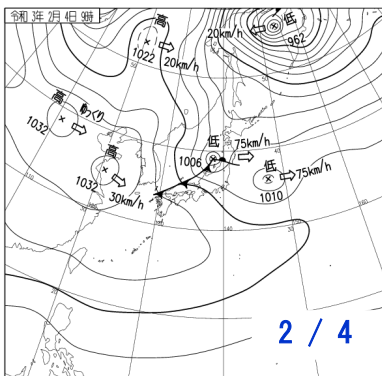 令和 3年 2月 4日 9時
高
1022
20km/h
低
20km/h
962
高
ゆっくり
1032
高
1032
30km/h
低
75km/h
1006
低
75km/h
1010
2 / 4